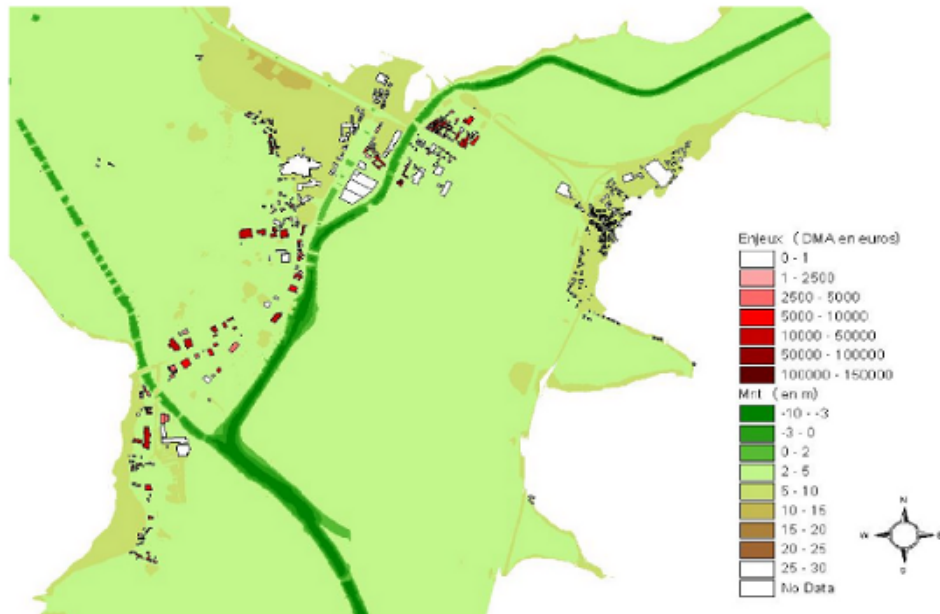 Enjeux (DMA en euros)
0 - 1
1 - 2500
2500 - 5000
5000 - 10000
10000 - 50000
50000 - 100000
100000 - 150000
Mnt (en m)
-10 - -3
-3 - 0
0 - 2
2 - 5
5 - 10
10 - 15
15 - 20
20 - 25
25 - 30
No Data
N
W E
S